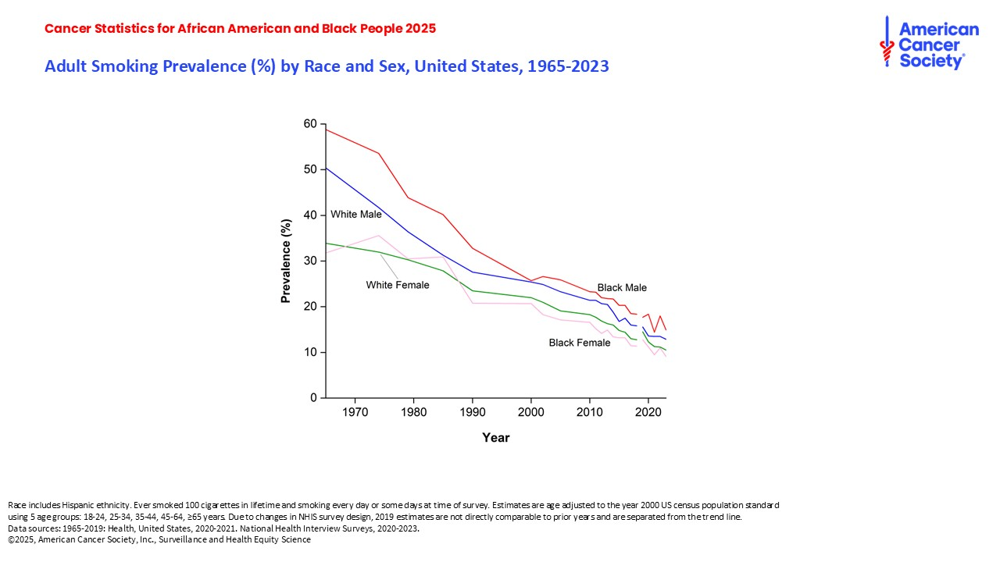 Cancer Statistics for African American and Black People 2025
American
Cancer
Society®
Adult Smoking Prevalence (%) by Race and Sex, United States, 1965-2023
60
50
40
30
20
10
0
Prevalence (%)
White Male
White Female
Black Male
Black Female
1970 1980 1990 2000 2010 2020
Year
Race includes Hispanic ethnicity. Ever smoked 100 cigarettes in lifetime and smoking every day or some days at time of survey. Estimates are age adjusted to the year 2000 US census population standard
using 5 age groups: 18-24, 25-34, 35-44, 45-64, ≥65 years. Due to changes in NHIS survey design, 2019 estimates are not directly comparable to prior years and are separated from the trend line.
Data sources: 1965-2019: Health, United States, 2020-2021. National Health Interview Surveys, 2020-2023.
©2025, American Cancer Society, Inc., Surveillance and Health Equity Science